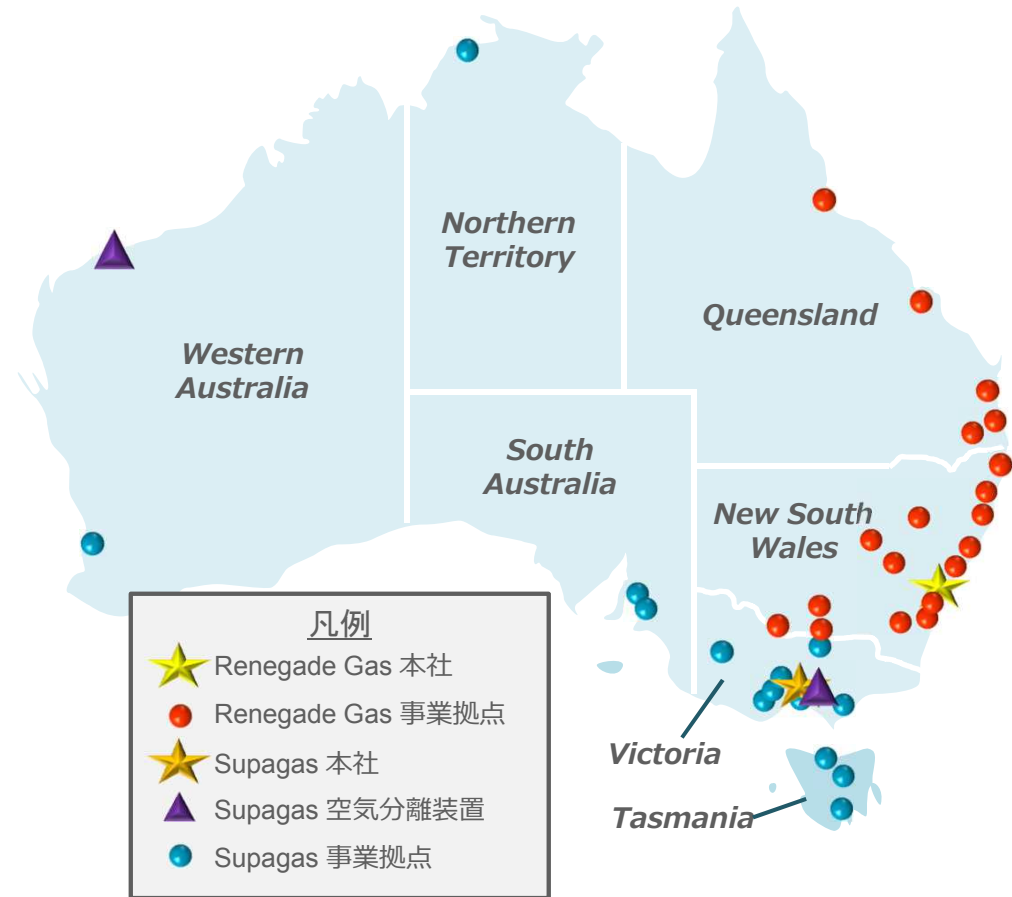 Northern
Territory
Queensland
Western
Australia
South
Australia
New South
Wales
Victoria
Tasmania
凡例
Renegade Gas 本社
Renegade Gas 事業拠点
Supagas 本社
Supagas 空気分離装置
Supagas 事業拠点